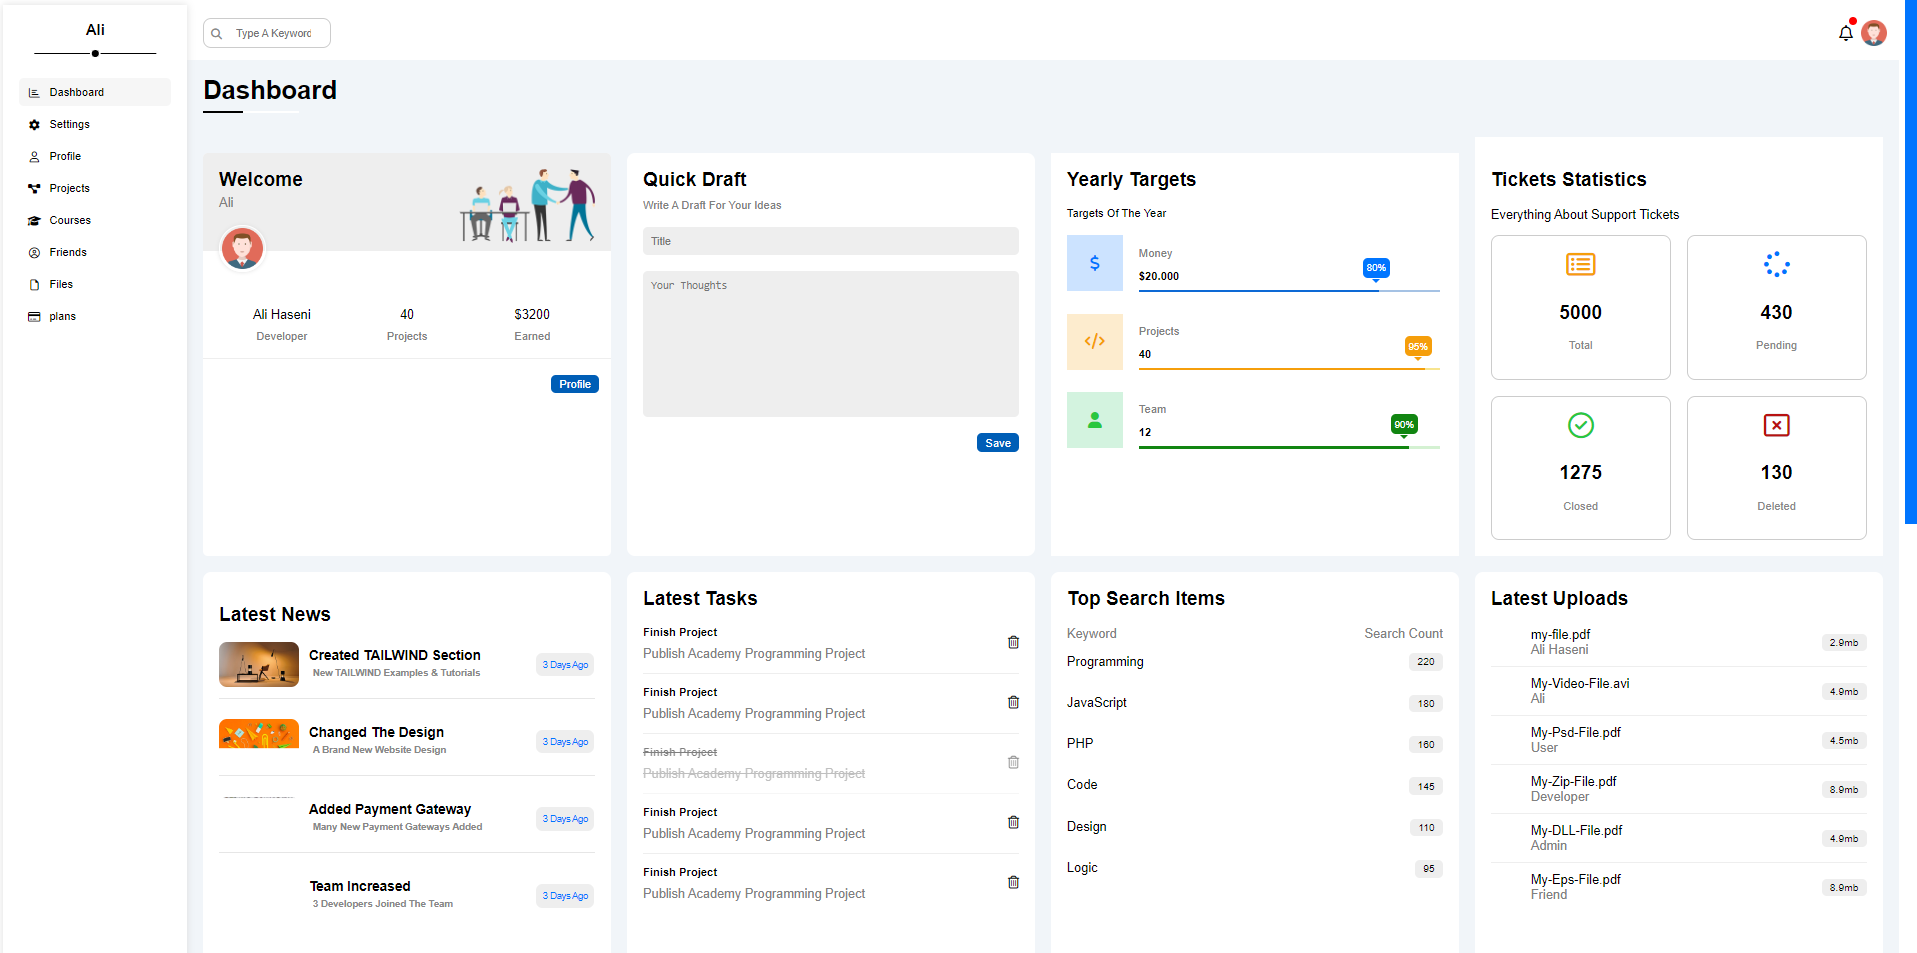 Ali
Type A Keyword
Dashboard
Settings
Profile
Projects
Courses
Friends
Files
plans
Dashboard
Welcome
Ali
Ali Haseni
Developer
40
Projects
$3200
Earned
Profile
Quick Draft
Write A Draft For Your Ideas
Title
Your Thoughts
Save
Yearly Targets
Targets Of The Year
Money
$20.000
80%
Projects
40
95%
Team
12
90%
Tickets Statistics
Everything About Support Tickets
5000
Total
430
Pending
1275
Closed
130
Deleted
Latest News
Created TAILWIND Section
New TAILWIND Examples & Tutorials
3 Days Ago
Changed The Design
A Brand New Website Design
3 Days Ago
Added Payment Gateway
Many New Payment Gateways Added
3 Days Ago
Team Increased
3 Developers Joined The Team
3 Days Ago
Latest Tasks
Finish Project
Publish Academy Programming Project
Finish Project
Publish Academy Programming Project
Finish Project
Publish Academy Programming Project
Finish Project
Publish Academy Programming Project
Finish Project
Publish Academy Programming Project
Top Search Items
Keyword Search Count
Programming 220
JavaScript 180
PHP 160
Code 145
Design 110
Logic 95
Latest Uploads
my-file.pdf
Ali Haseni
2.9mb
My-Video-File.avi
Ali
4.9mb
My-Psd-File.pdf
User
4.5mb
My-Zip-File.pdf
Developer
8.9mb
My-DLL-File.pdf
Admin
4.9mb
My-Eps-File.pdf
Friend
8.9mb